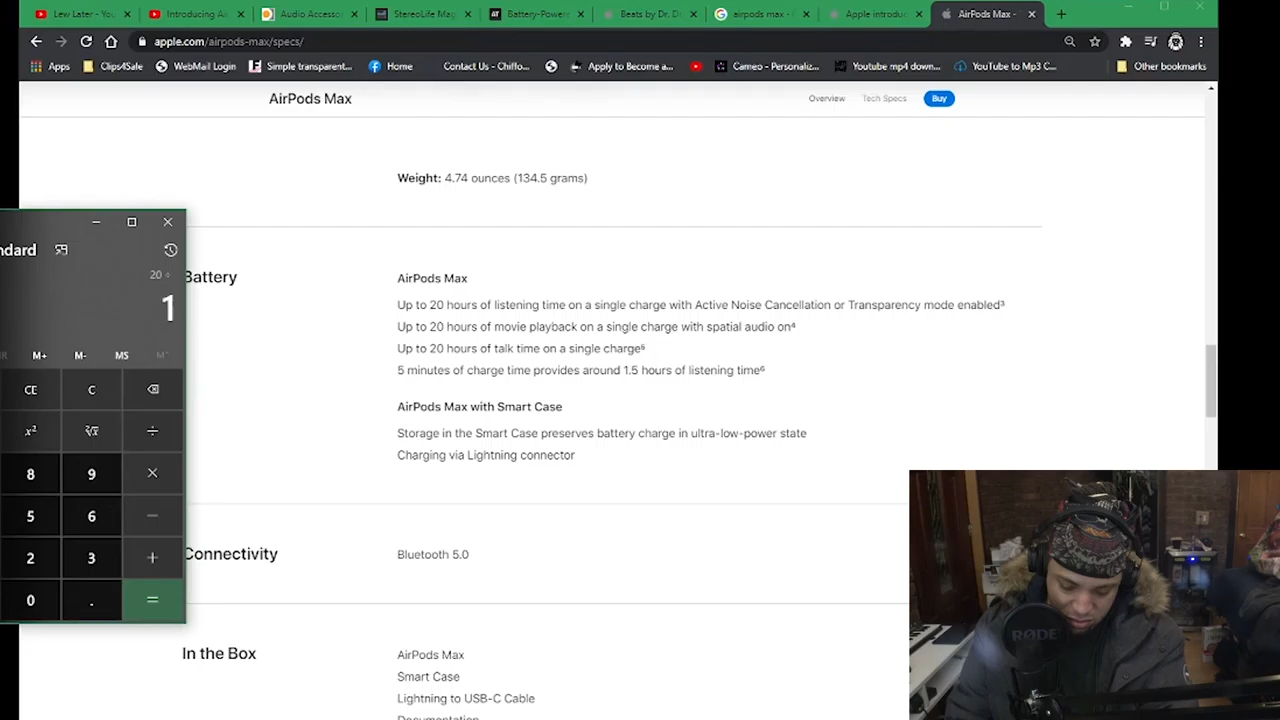 Lew Later - You
Introducing Ai
Audio Accessor
StereoLife Mag
Battery-Powere
Beats by Dr. D
airpods max -
Apple introduc
AirPods Max -
apple.com/airpods-max/specs/
Apps
Clips4Sale
WebMail Login
Simple transparent...
Home
Contact Us - Chiffo...
Apply to Become a...
Cameo - Personaliz...
Youtube mp4 down...
YouTube to Mp3 C...
Other bookmarks
AirPods Max
Overview
Tech Specs
Buy
Weight: 4.74 ounces (134.5 grams)
ndard
20 ÷
1
M+
M-
MS
CE
C
x²
÷
8
9
×
5
6
−
2
3
+
0
.
=
Battery
AirPods Max
Up to 20 hours of listening time on a single charge with Active Noise Cancellation or Transparency mode enabled³
Up to 20 hours of movie playback on a single charge with spatial audio on⁴
Up to 20 hours of talk time on a single charge⁵
5 minutes of charge time provides around 1.5 hours of listening time⁶
AirPods Max with Smart Case
Storage in the Smart Case preserves battery charge in ultra-low-power state
Charging via Lightning connector
Connectivity
Bluetooth 5.0
In the Box
AirPods Max
Smart Case
Lightning to USB-C Cable
Documentation
RØDE